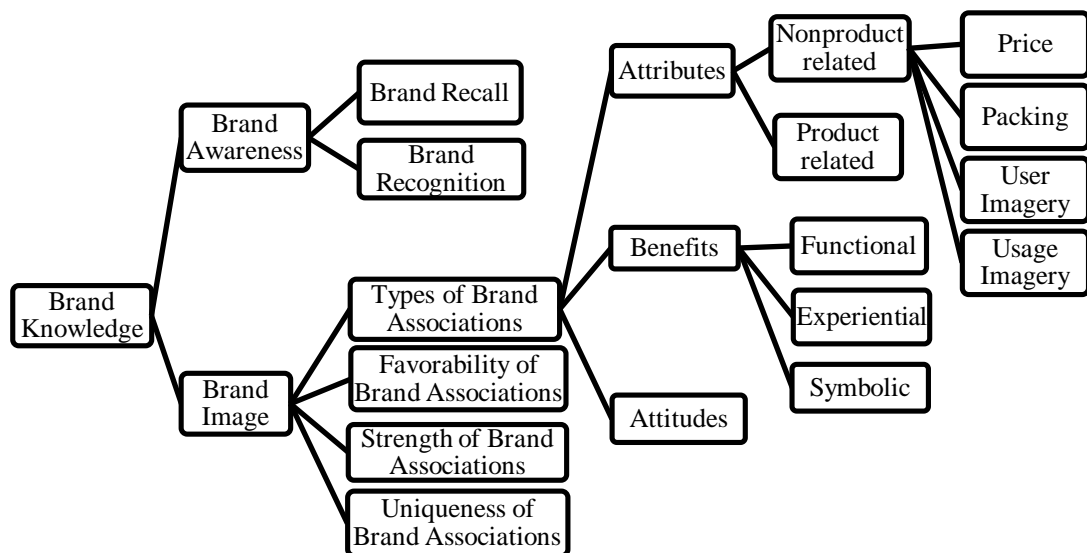 Brand
Knowledge
Brand
Awareness
Brand Recall
Brand
Recognition
Brand
Image
Types of Brand
Associations
Favorability of
Brand Associations
Strength of Brand
Associations
Uniqueness of
Brand Associations
Attributes
Nonproduct
related
Price
Packing
User
Imagery
Usage
Imagery
Product
related
Benefits
Functional
Experiential
Symbolic
Attitudes